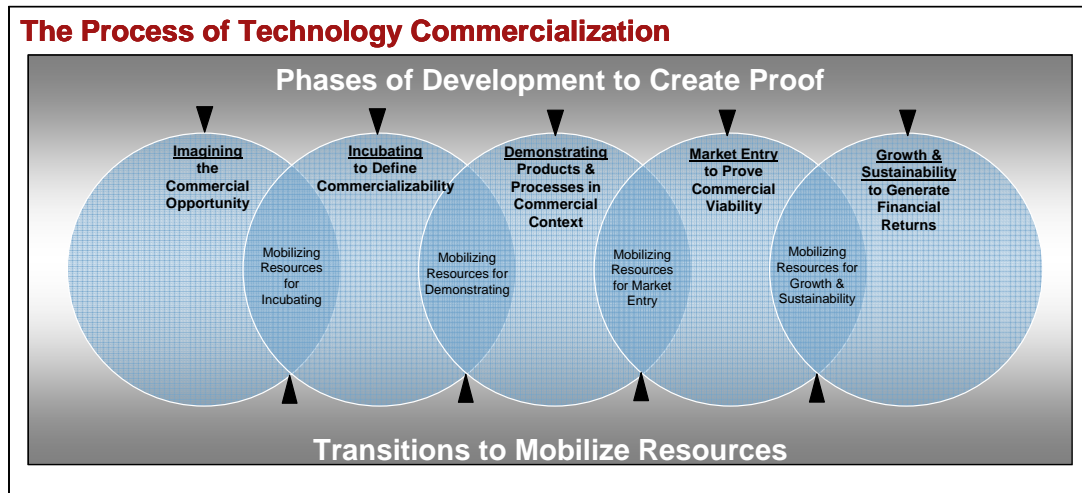 The Process of Technology Commercialization
Phases of Development to Create Proof
Imagining
the
Commercial
Opportunity
Incubating
to Define
Commercializability
Demonstrating
Products &
Processes in
Commercial
Context
Market Entry
to Prove
Commercial
Viability
Growth &
Sustainability
to Generate
Financial
Returns
Mobilizing
Resources
for
Incubating
Mobilizing
Resources for
Demonstrating
Mobilizing
Resources
for Market
Entry
Mobilizing
Resources for
Growth &
Sustainability
Transitions to Mobilize Resources